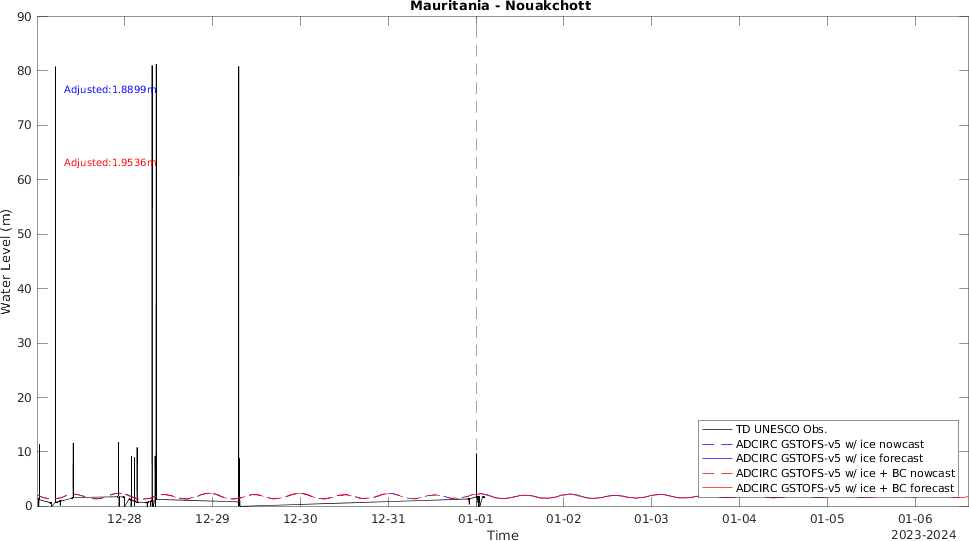 Mauritania - Nouakchott
90
80
70
60
50
40
30
20
10
0
Water Level (m)
Adjusted:1.8899m
Adjusted:1.9536m
TD UNESCO Obs.
ADCIRC GSTOFS-v5 w/ ice nowcast
ADCIRC GSTOFS-v5 w/ ice forecast
ADCIRC GSTOFS-v5 w/ ice + BC nowcast
ADCIRC GSTOFS-v5 w/ ice + BC forecast
12-28 12-29 12-30 12-31 01-01 01-02 01-03 01-04 01-05 01-06
Time
2023-2024